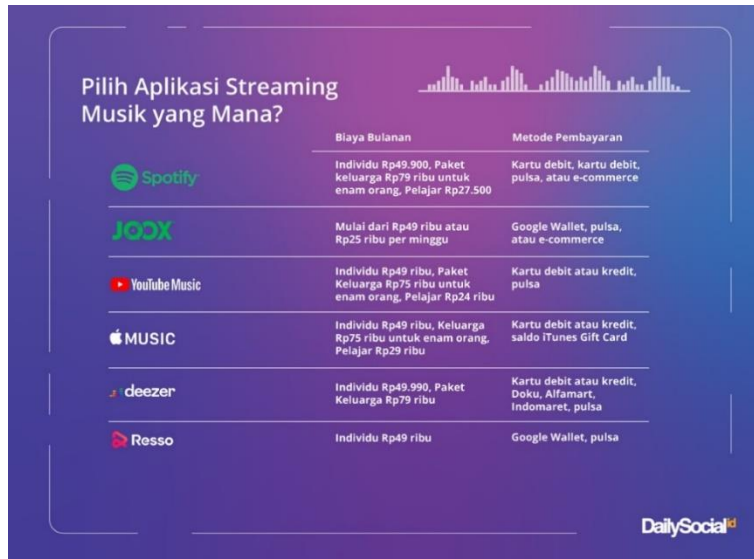 Pilih Aplikasi Streaming
Musik yang Mana?
Biaya Bulanan
Metode Pembayaran
Spotify
Individu Rp49.900, Paket
keluarga Rp79 ribu untuk
enam orang, Pelajar Rp27.500
Kartu debit, kartu debit,
pulsa, atau e-commerce
JOOX
Mulai dari Rp49 ribu atau
Rp25 ribu per minggu
Google Wallet, pulsa,
atau e-commerce
YouTube Music
Individu Rp49 ribu, Paket
Keluarga Rp75 ribu untuk
enam orang, Pelajar Rp24 ribu
Kartu debit atau kredit,
pulsa
MUSIC
Individu Rp49 ribu, Keluarga
Rp75 ribu untuk enam orang,
Pelajar Rp29 ribu
Kartu debit atau kredit,
saldo iTunes Gift Card
deezer
Individu Rp49.990, Paket
Keluarga Rp79 ribu
Kartu debit atau kredit,
Doku, Alfamart,
Indomaret, pulsa
Resso
Individu Rp49 ribu
Google Wallet, pulsa
DailySocial id